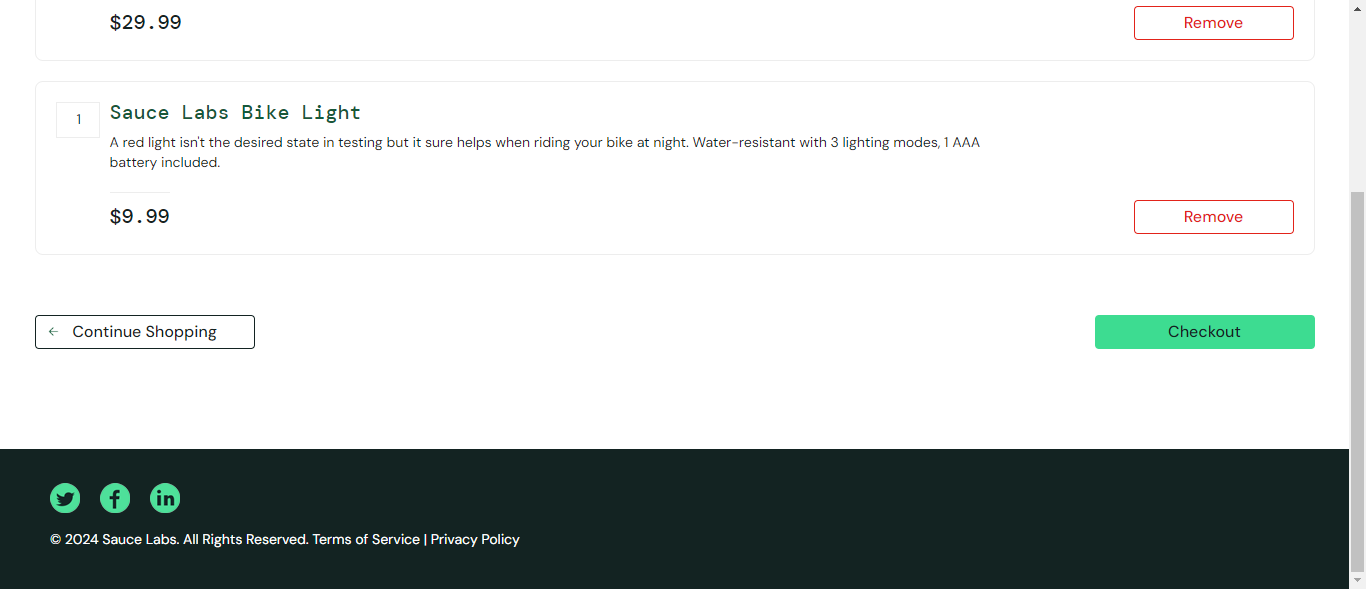 $29.99
Remove
1
Sauce Labs Bike Light
A red light isn't the desired state in testing but it sure helps when riding your bike at night. Water-resistant with 3 lighting modes, 1 AAA
battery included.
$9.99
Remove
Continue Shopping
Checkout
© 2024 Sauce Labs. All Rights Reserved. Terms of Service | Privacy Policy